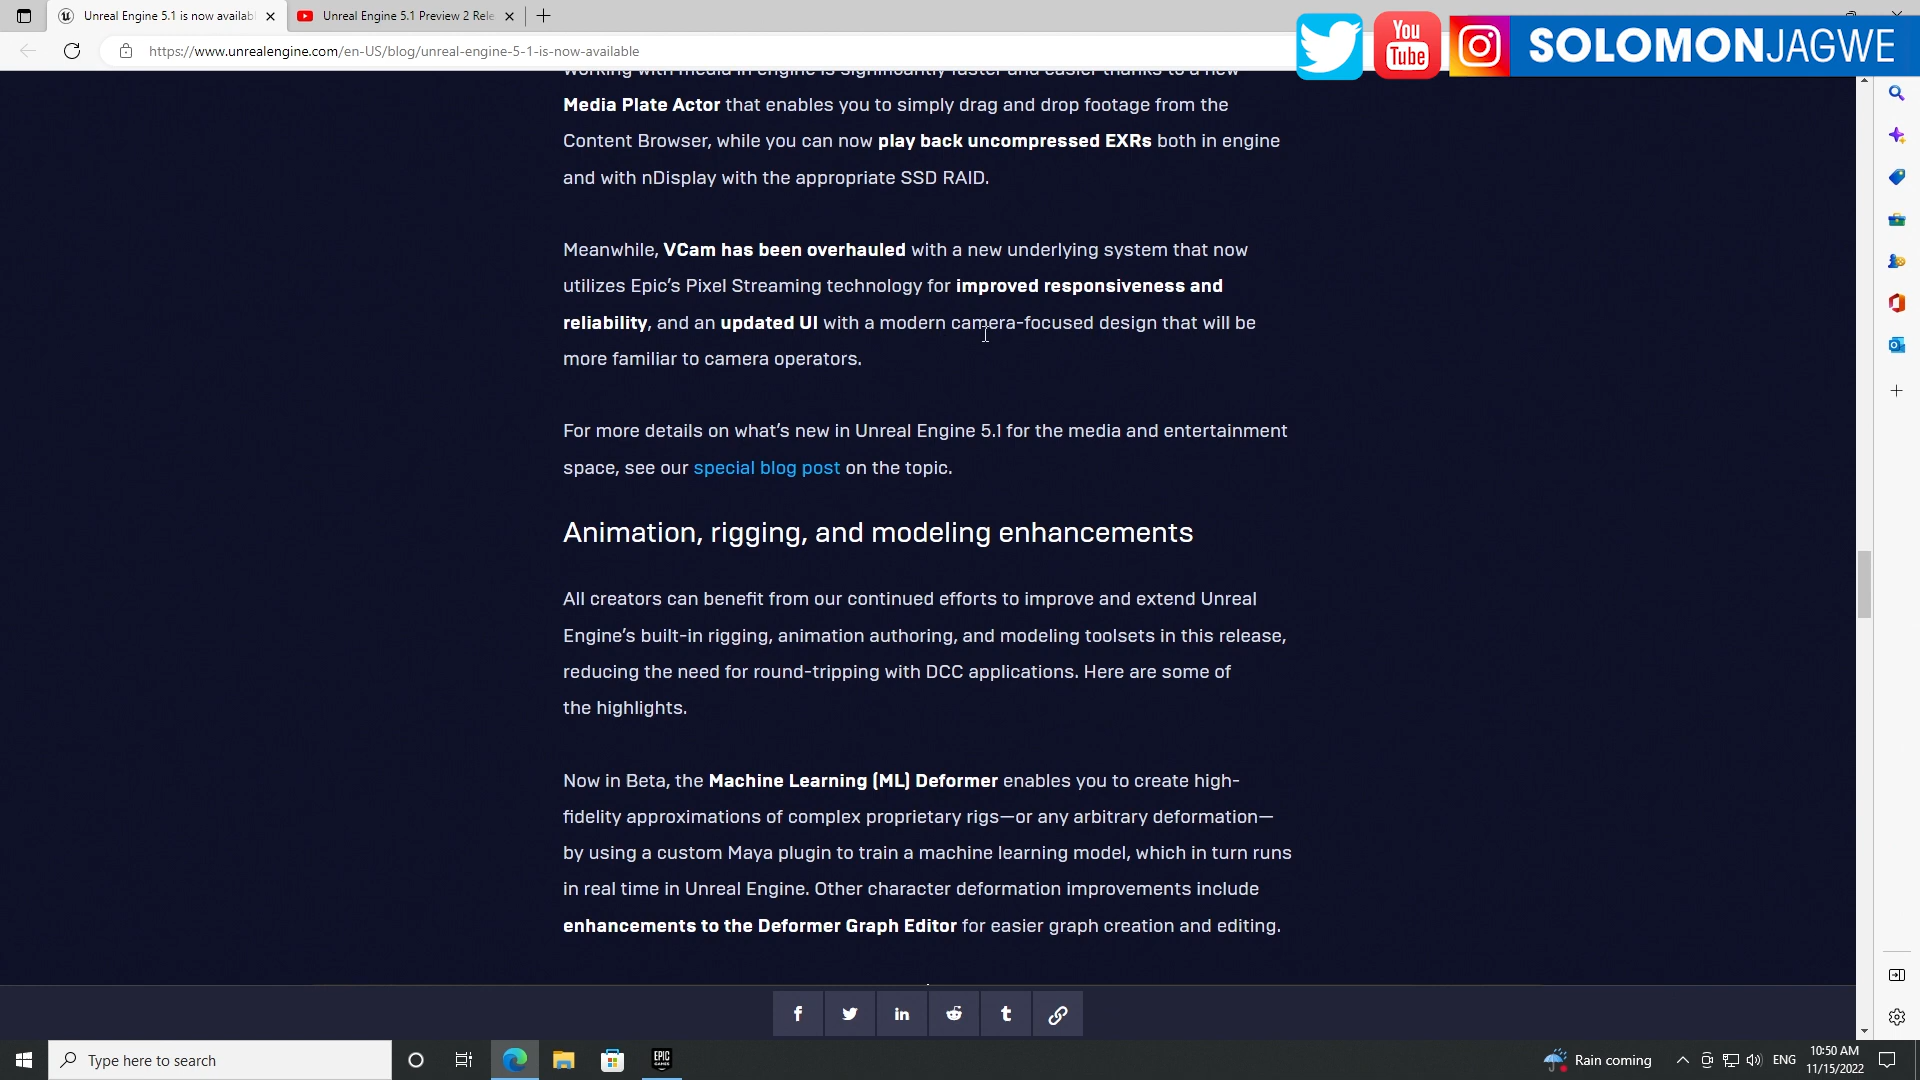 Unreal Engine 5.1 is now availab
Unreal Engine 5.1 Preview 2 Rele
https://www.unrealengine.com/en-US/blog/unreal-engine-5-1-is-now-available
You
Tube
SOLOMONJAGWE
Working with media in engine is significantly faster and easier thanks to a new
Media Plate Actor that enables you to simply drag and drop footage from the
Content Browser, while you can now play back uncompressed EXRs both in engine
and with nDisplay with the appropriate SSD RAID.
Meanwhile, VCam has been overhauled with a new underlying system that now
utilizes Epic’s Pixel Streaming technology for improved responsiveness and
reliability, and an updated UI with a modern camera-focused design that will be
more familiar to camera operators.
For more details on what’s new in Unreal Engine 5.1 for the media and entertainment
space, see our special blog post on the topic.
Animation, rigging, and modeling enhancements
All creators can benefit from our continued efforts to improve and extend Unreal
Engine’s built-in rigging, animation authoring, and modeling toolsets in this release,
reducing the need for round-tripping with DCC applications. Here are some of
the highlights.
Now in Beta, the Machine Learning (ML) Deformer enables you to create high-
fidelity approximations of complex proprietary rigs—or any arbitrary deformation—
by using a custom Maya plugin to train a machine learning model, which in turn runs
in real time in Unreal Engine. Other character deformation improvements include
enhancements to the Deformer Graph Editor for easier graph creation and editing.
Type here to search
EPIC
GAMES
Rain coming
ENG
10:50 AM
11/15/2022